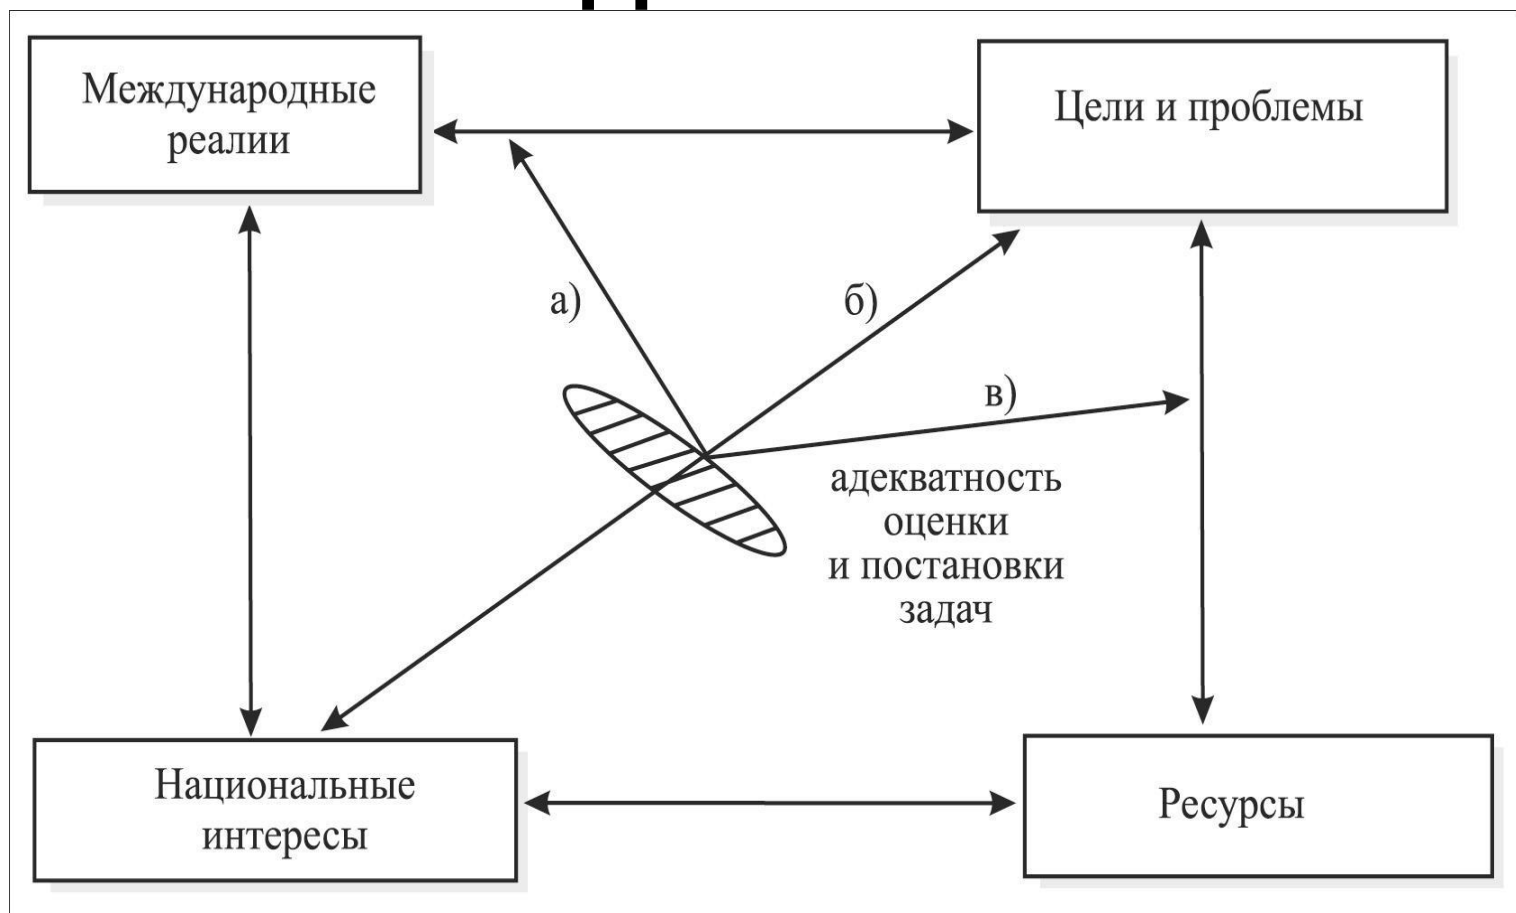 Международные
реалии
Цели и проблемы
а)
б)
в)
адекватность
оценки
и постановки
задач
Национальные
интересы
Ресурсы